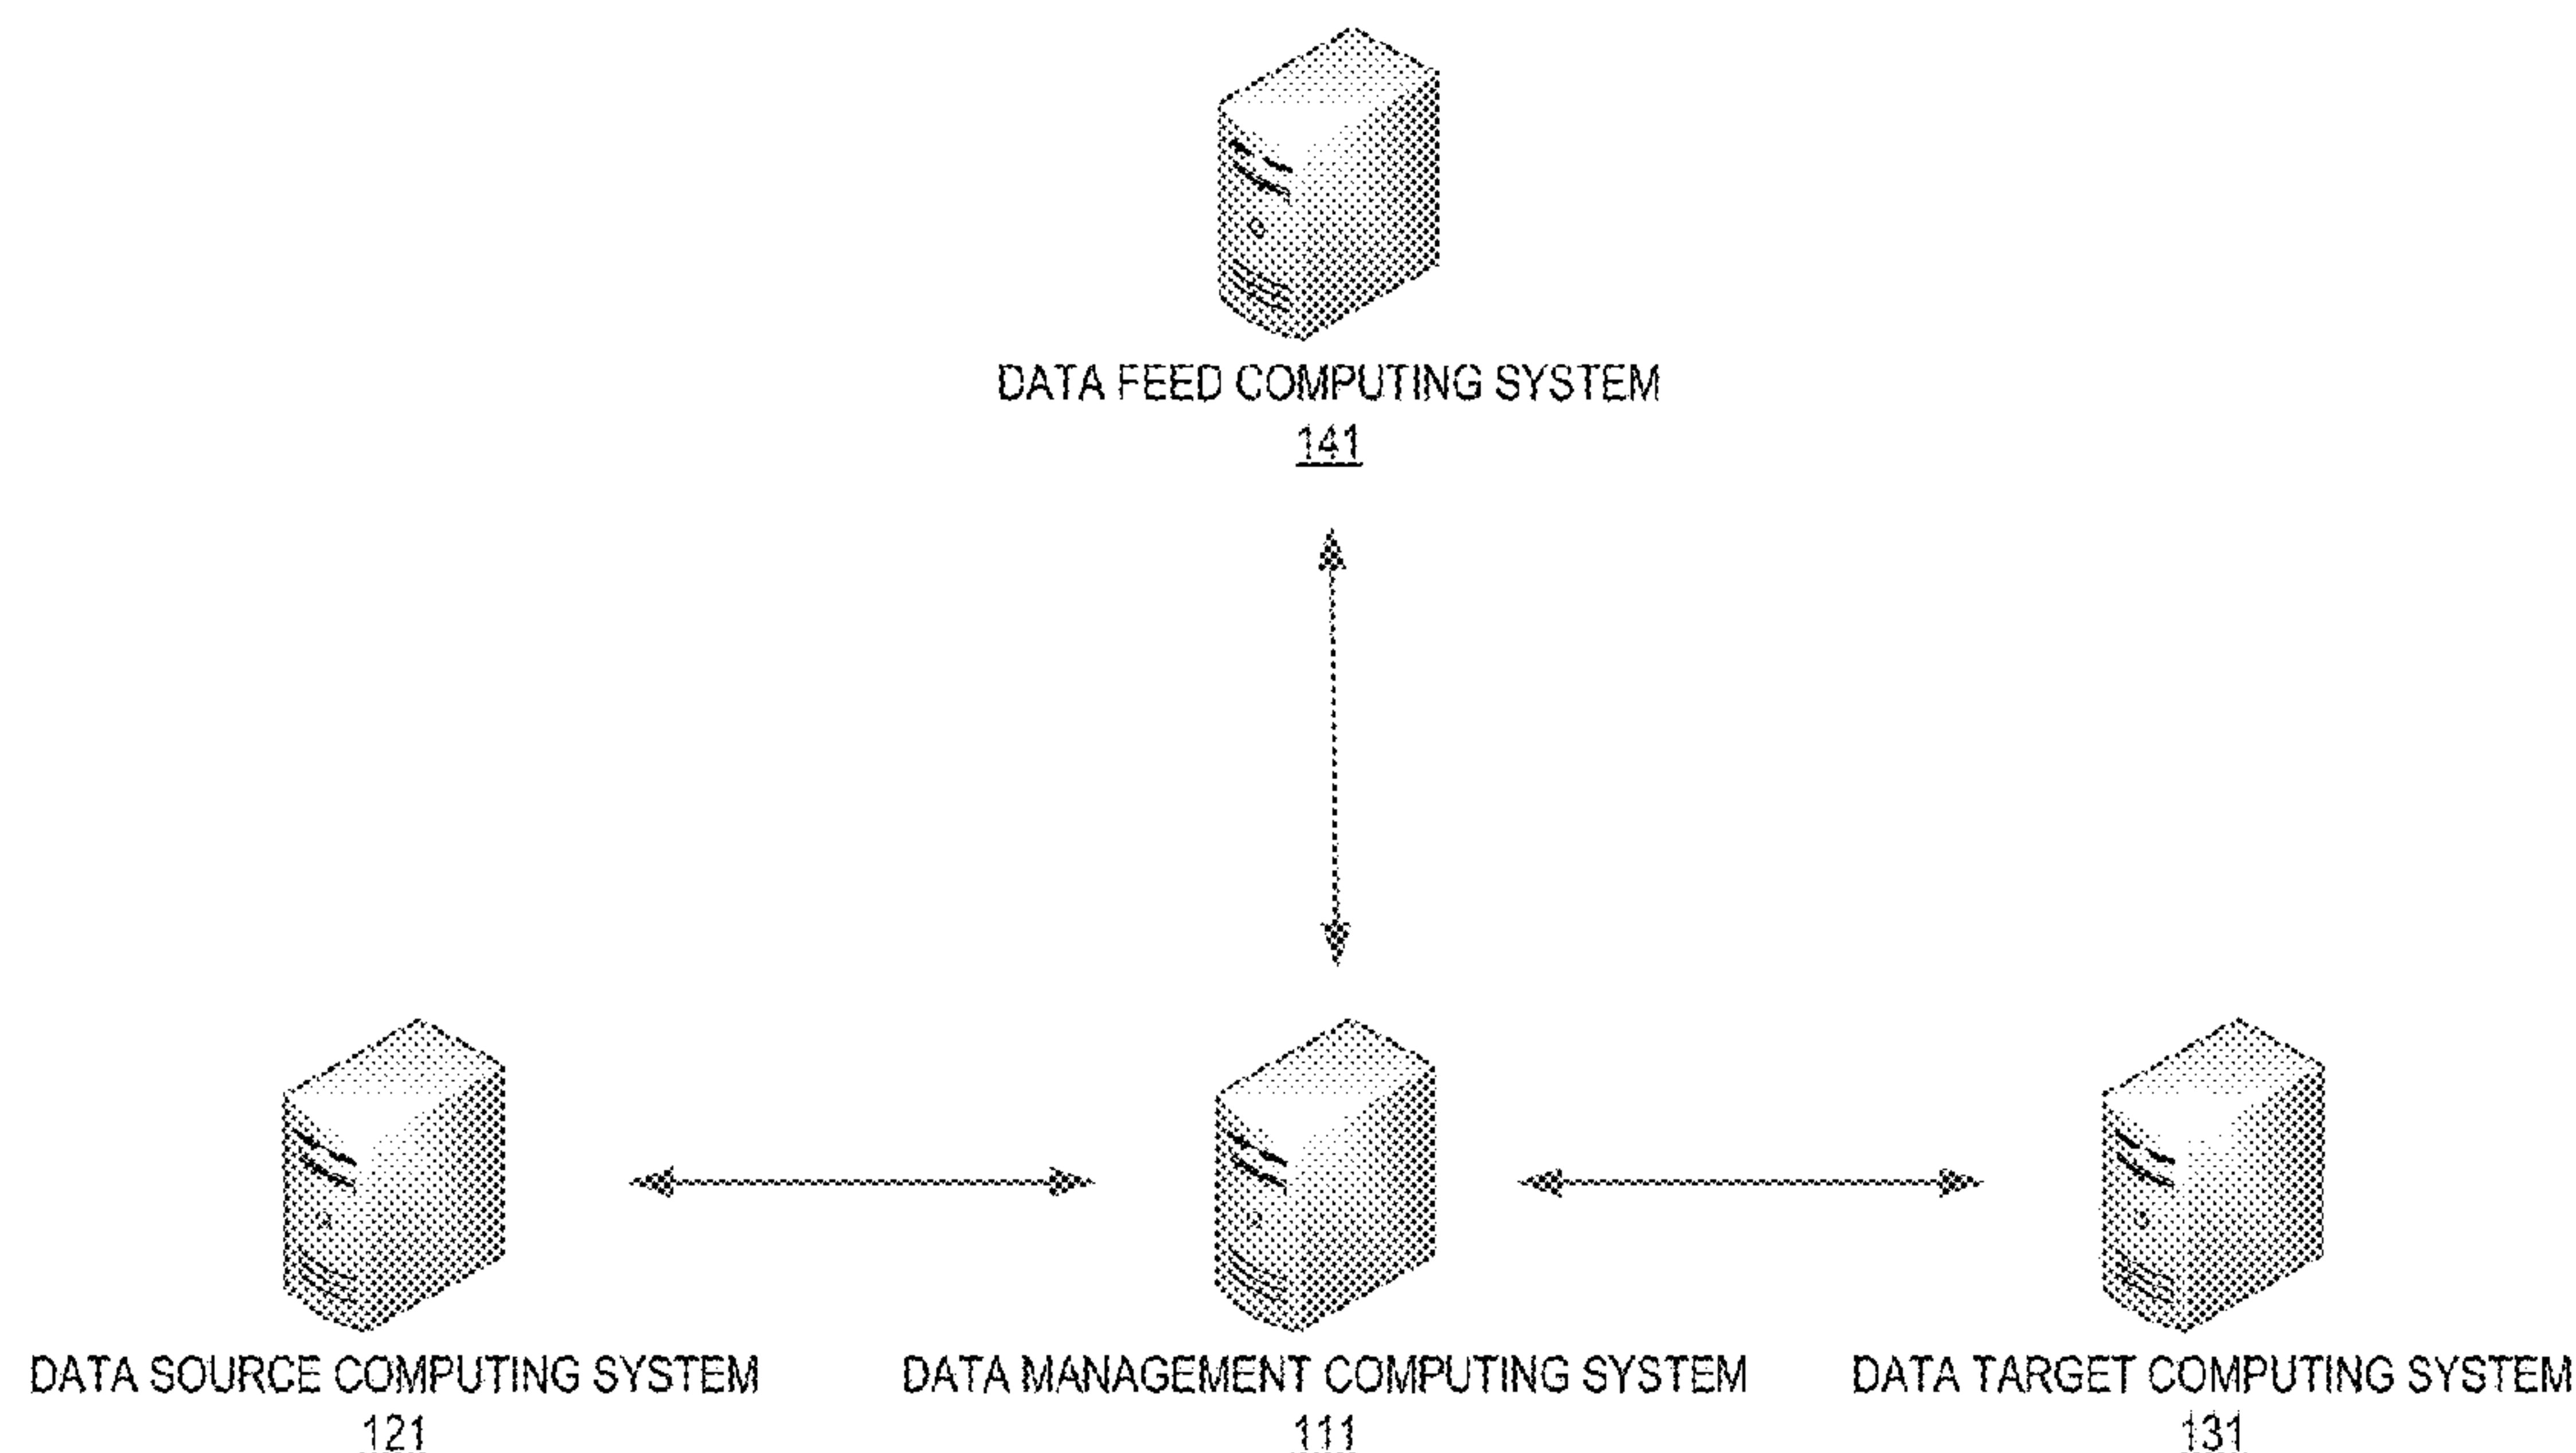 DATA FEED COMPUTING SYSTEM
141
DATA SOURCE COMPUTING SYSTEM
121
DATA MANAGEMENT COMPUTING SYSTEM
111
DATA TARGET COMPUTING SYSTEM
131